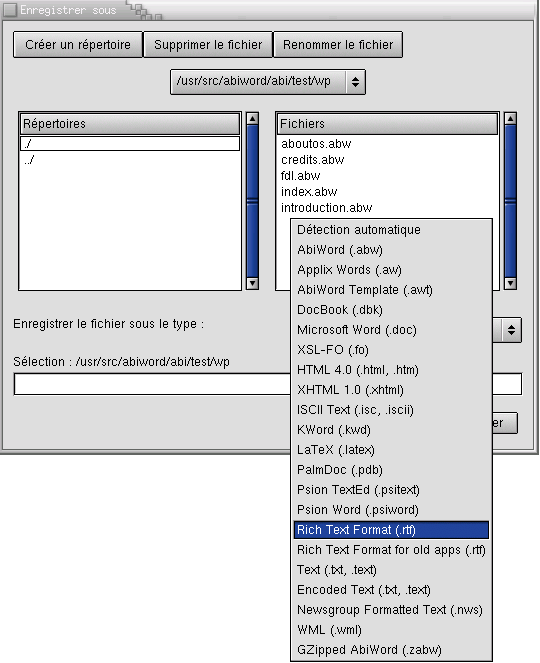 Enregistrer sous
Créer un répertoire Supprimer le fichier Renommer le fichier
/usr/src/abiword/abi/test/wp
Répertoires
./
../
Fichiers
aboutos.abw
credits.abw
fdl.abw
index.abw
introduction.abw
Enregistrer le fichier sous le type :
Détection automatique
AbiWord (.abw)
Applix Words (.aw)
AbiWord Template (.awt)
DocBook (.dbk)
Microsoft Word (.doc)
XSL-FO (.fo)
HTML 4.0 (.html, .htm)
XHTML 1.0 (.xhtml)
ISCII Text (.isc, .iscii)
KWord (.kwd)
LaTeX (.latex)
PalmDoc (.pdb)
Psion TextEd (.psitext)
Psion Word (.psiword)
Rich Text Format (.rtf)
Rich Text Format for old apps (.rtf)
Text (.txt, .text)
Encoded Text (.txt, .text)
Newsgroup Formatted Text (.nws)
WML (.wml)
GZipped AbiWord (.zabw)
Sélection : /usr/src/abiword/abi/test/wp
er